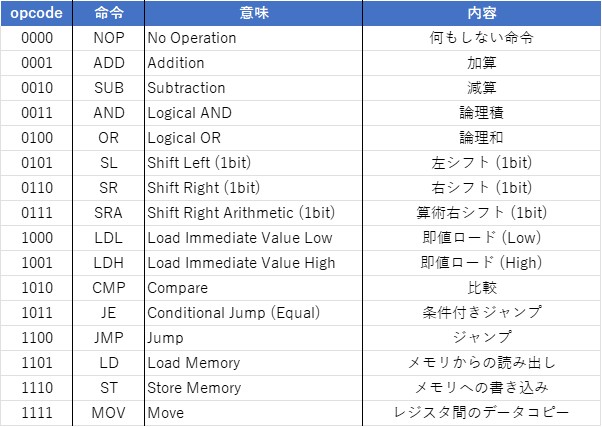 opcode 命令 意味 内容
0000 NOP No Operation 何もしない命令
0001 ADD Addition 加算
0010 SUB Subtraction 減算
0011 AND Logical AND 論理積
0100 OR Logical OR 論理和
0101 SL Shift Left (1bit) 左シフト (1bit)
0110 SR Shift Right (1bit) 右シフト (1bit)
0111 SRA Shift Right Arithmetic (1bit) 算術右シフト (1bit)
1000 LDL Load Immediate Value Low 即値ロード (Low)
1001 LDH Load Immediate Value High 即値ロード (High)
1010 CMP Compare 比較
1011 JE Conditional Jump (Equal) 条件付きジャンプ
1100 JMP Jump ジャンプ
1101 LD Load Memory メモリからの読み出し
1110 ST Store Memory メモリへの書き込み
1111 MOV Move レジスタ間のデータコピー